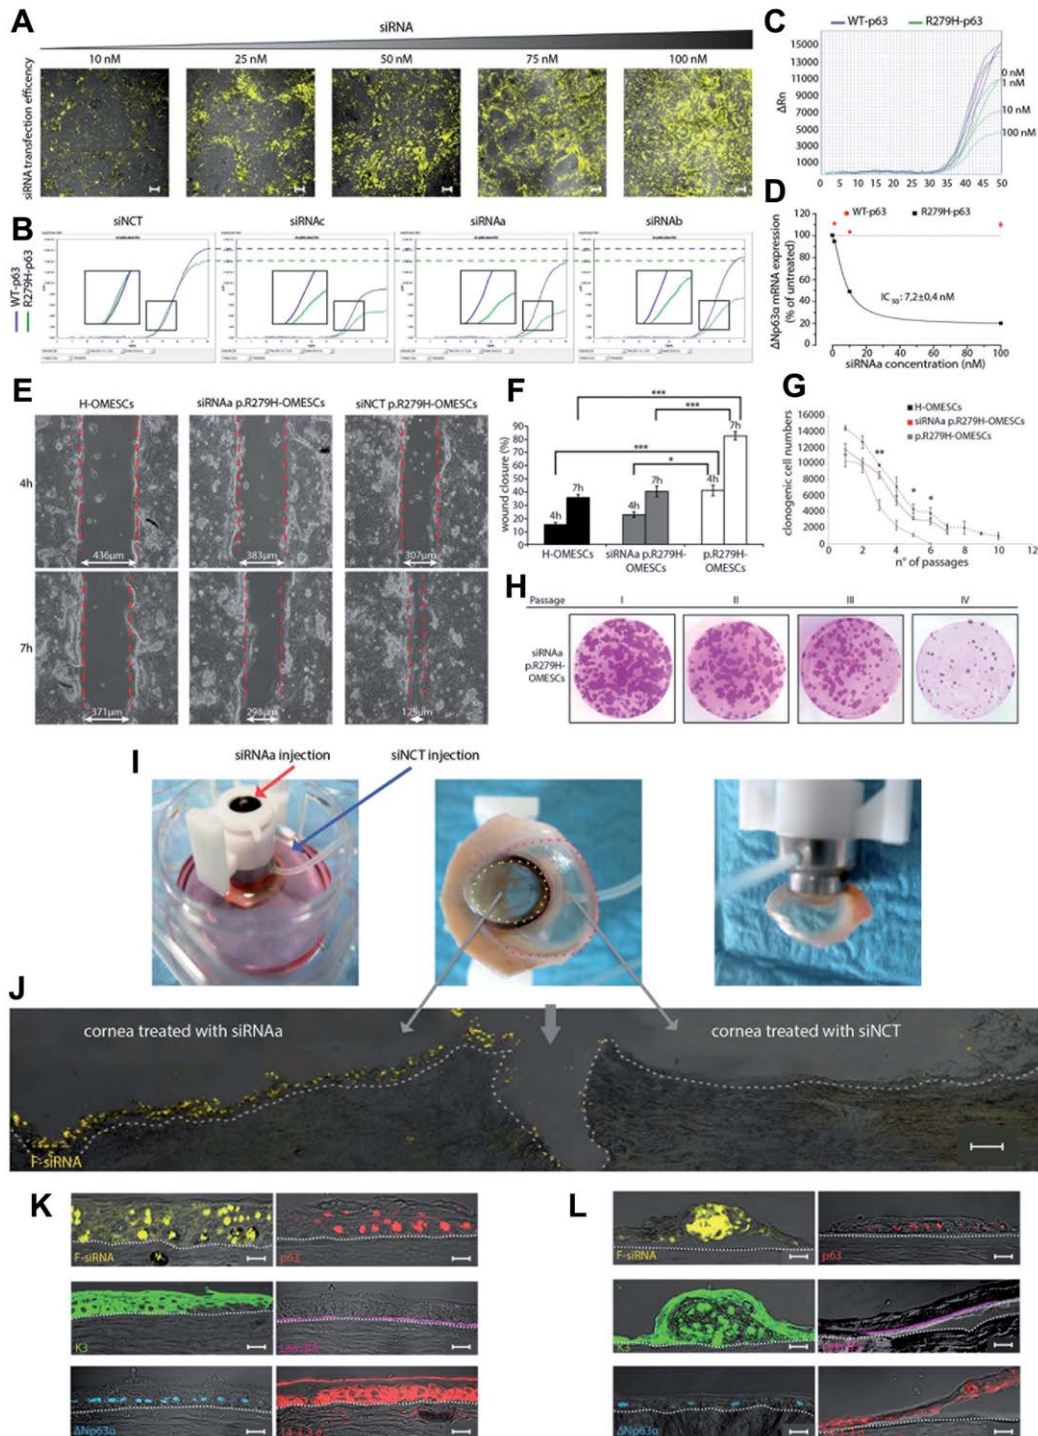 A
siRNA
10 nM 25 nM 50 nM 75 nM 100 nM
siRNA transfection efficency
B
siNCT siRNAc siRNAa siRNAb
WT-p63
R279H-p63
C
WT-p63 R279H-p63
ΔRn
15000
13000
11000
9000
7000
5000
3000
1000
0 nM
1 nM
10 nM
100 nM
0 5 10 15 20 25 30 35 40 45 50
D
WT-p63 R279H-p63
ΔNp63α mRNA expression
(% of untreated)
120
100
80
60
40
20
0
IC50: 7,2±0,4 nM
0 20 40 60 80 100
siRNAa concentration (nM)
E
H-OMESCs siRNAa p.R279H-OMESCs siNCT p.R279H-OMESCs
4h
436μm 383μm 307μm
7h
371μm 298μm 125μm
F
wound closure (%)
90
80
70
60
50
40
30
20
10
0
***
***
***
*
4h 7h 4h 7h 4h 7h
H-OMESCs siRNAa p.R279H-OMESCs p.R279H-OMESCs
G
H-OMESCs
siRNAa p.R279H-OMESCs
p.R279H-OMESCs
clonogenic cell numbers
16000
14000
12000
10000
8000
6000
4000
2000
0
** * *
0 2 4 6 8 10 12
n° of passages
H
Passage I II III IV
siRNAa
p.R279H-
OMESCs
I
siRNAa injection siNCT injection
J
cornea treated with siRNAa cornea treated with siNCT
F-siRNA
K
F-siRNA p63
K3 Lam β3
ΔNp63α 14-3-3 σ
L
F-siRNA p63
K3
ΔNp63α